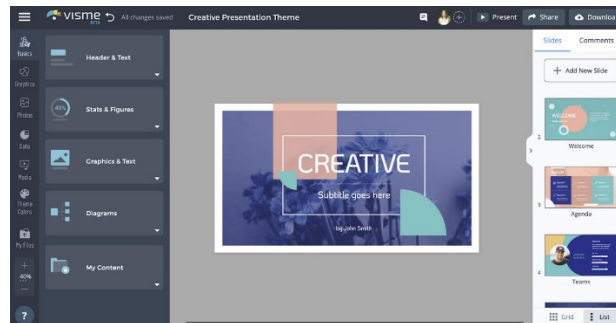 visme
All changes saved
Creative Presentation Theme
Present
Share
Download
Basics
Graphics
Photos
Data
Media
Theme
Colors
My Files
40%
?
Header & Text
40%
Stats & Figures
Graphics & Text
Diagrams
My Content
CREATIVE
Subtitle goes here
by John Smith
Slides
Comments
+ Add New Slide
WELCOME
2
Welcome
3
Agenda
4
Teams
Grid
List